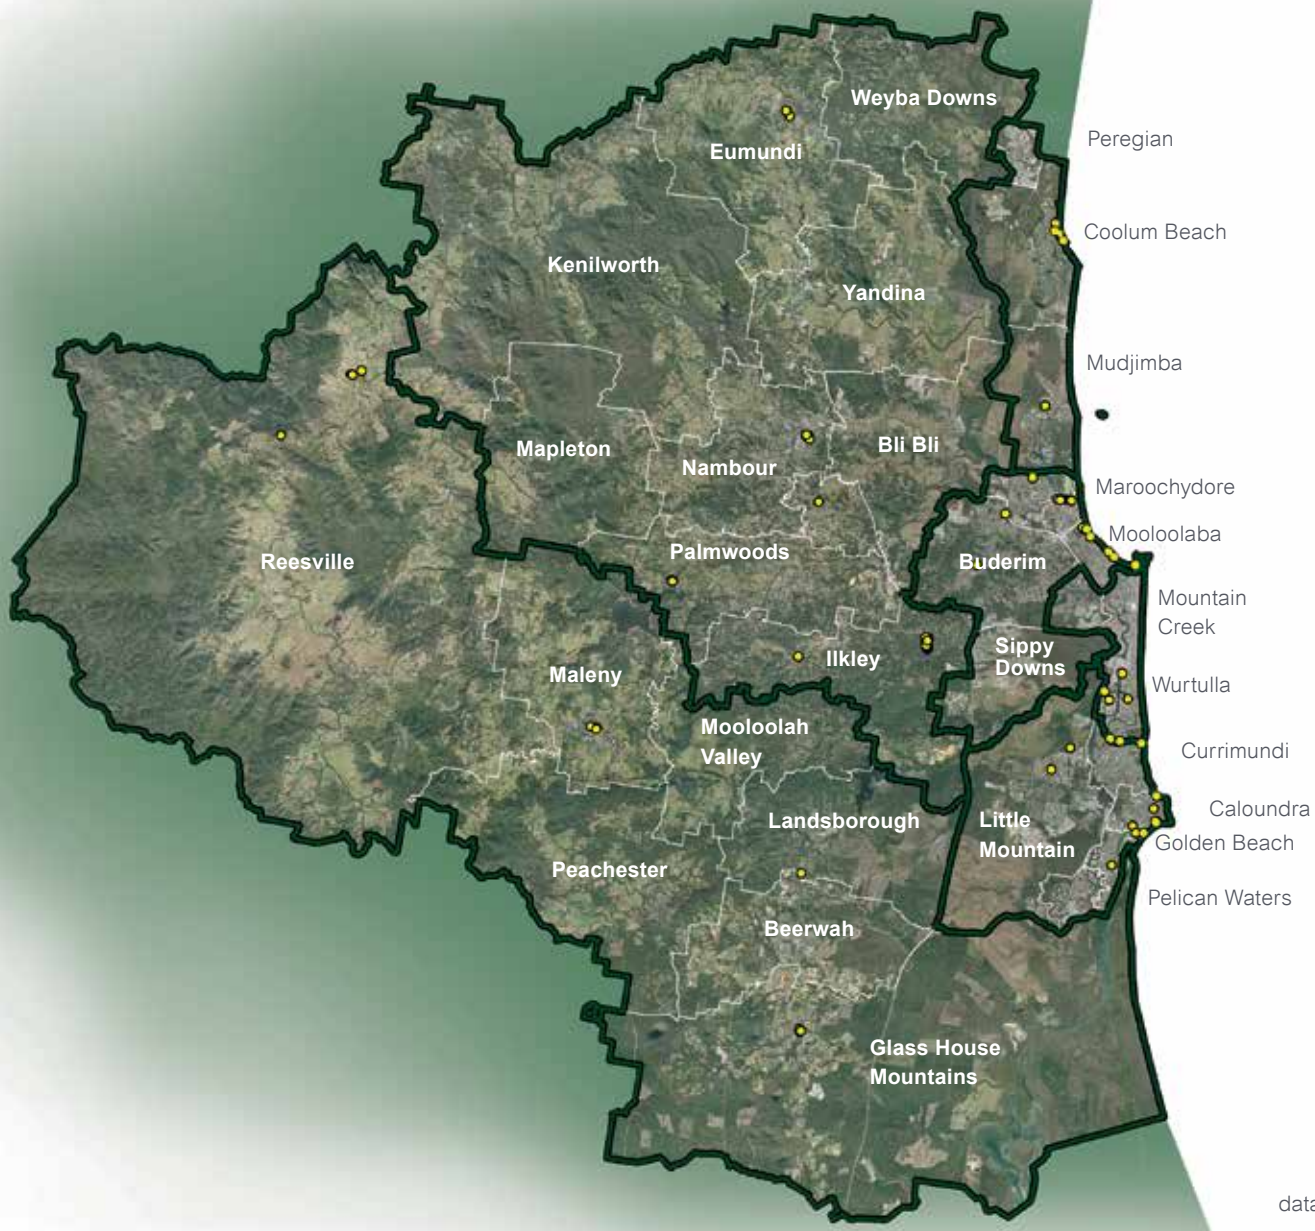 Weyba Downs
Peregian
Eumundi
Coolum Beach
Kenilworth
Yandina
Mudjimba
Mapleton
Nambour
Bli Bli
Maroochydore
Mooloolaba
Palmwoods
Reesville
Buderim
Mountain
Creek
Sippy
Downs
Ilkley
Maleny
Wurtulla
Mooloolah
Valley
Currimundi
Caloundra
Landsborough
Little
Mountain
Golden Beach
Peachester
Pelican Waters
Beerwah
Glass House
Mountains
data